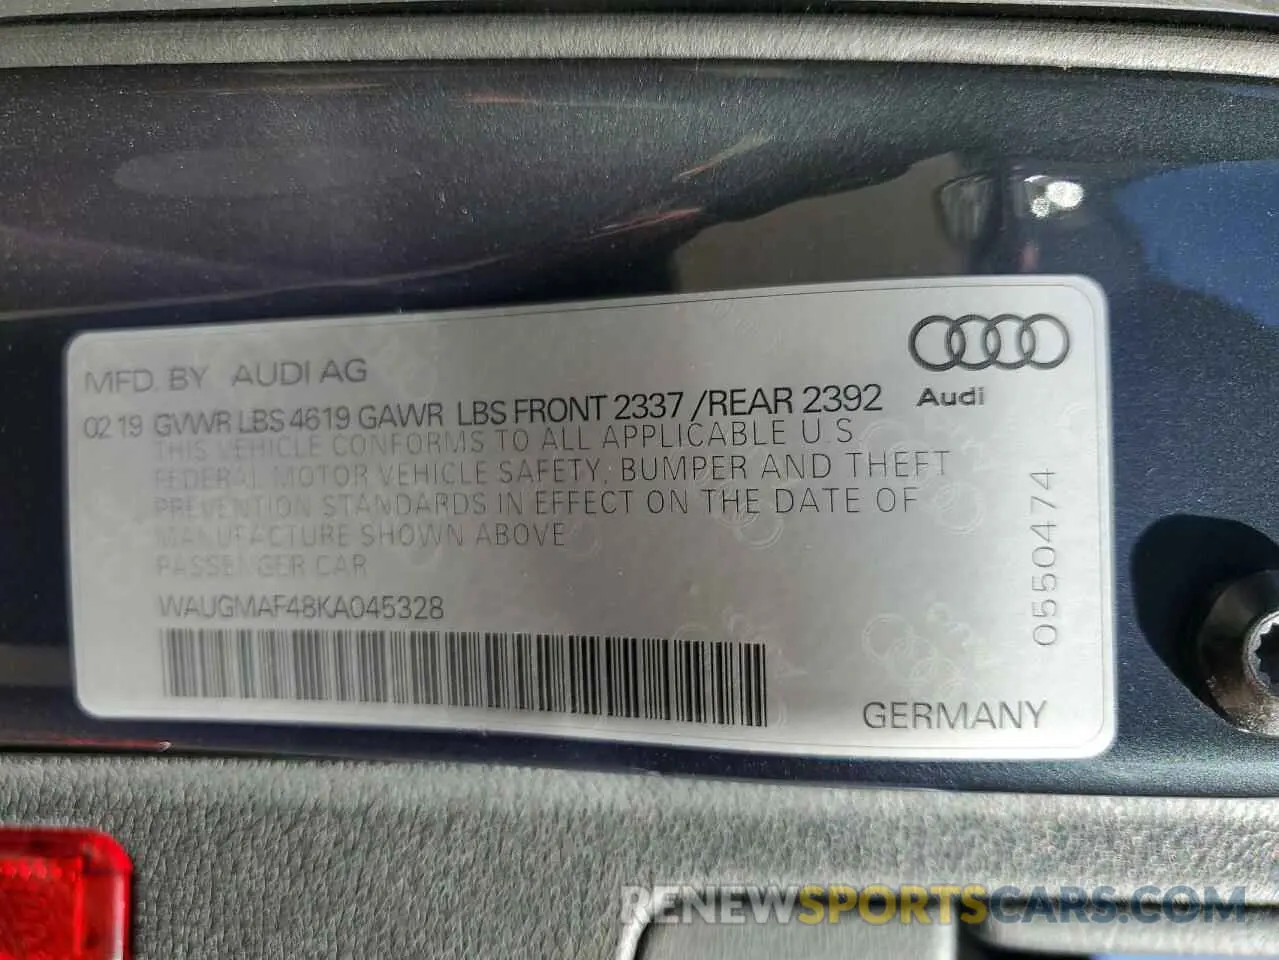 MFD. BY AUDI AG
Audi
02 19 GVWR LBS 4619 GAWR LBS FRONT 2337 /REAR 2392
THIS VEHICLE CONFORMS TO ALL APPLICABLE U.S
FEDERAL MOTOR VEHICLE SAFETY, BUMPER AND THEFT
PREVENTION STANDARDS IN EFFECT ON THE DATE OF
MANUFACTURE SHOWN ABOVE
PASSENGER CAR
WAUGMAF48KA045328
0550474
GERMANY
RENEWSPORTSCARS.COM